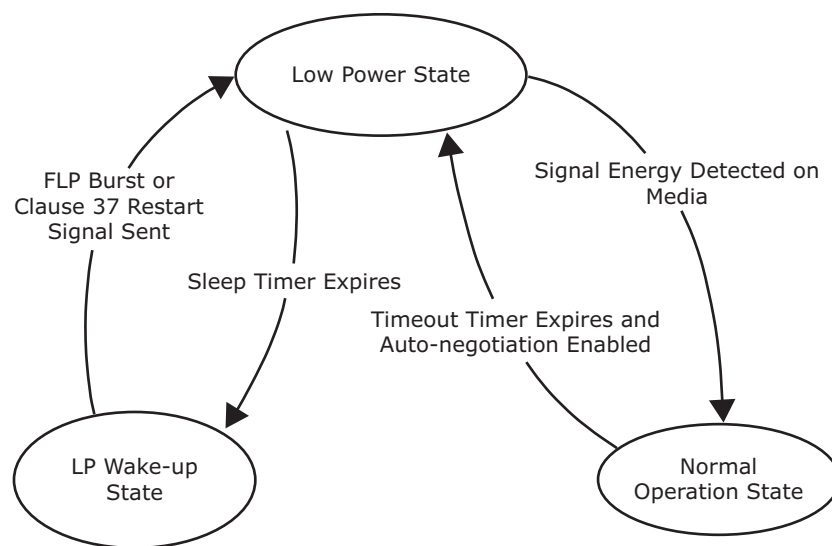 Low Power State
Signal Energy Detected on
Media
FLP Burst or
Clause 37 Restart
Signal Sent
Sleep Timer Expires
Timeout Timer Expires and
Auto-negotiation Enabled
LP Wake-up
State
Normal
Operation State